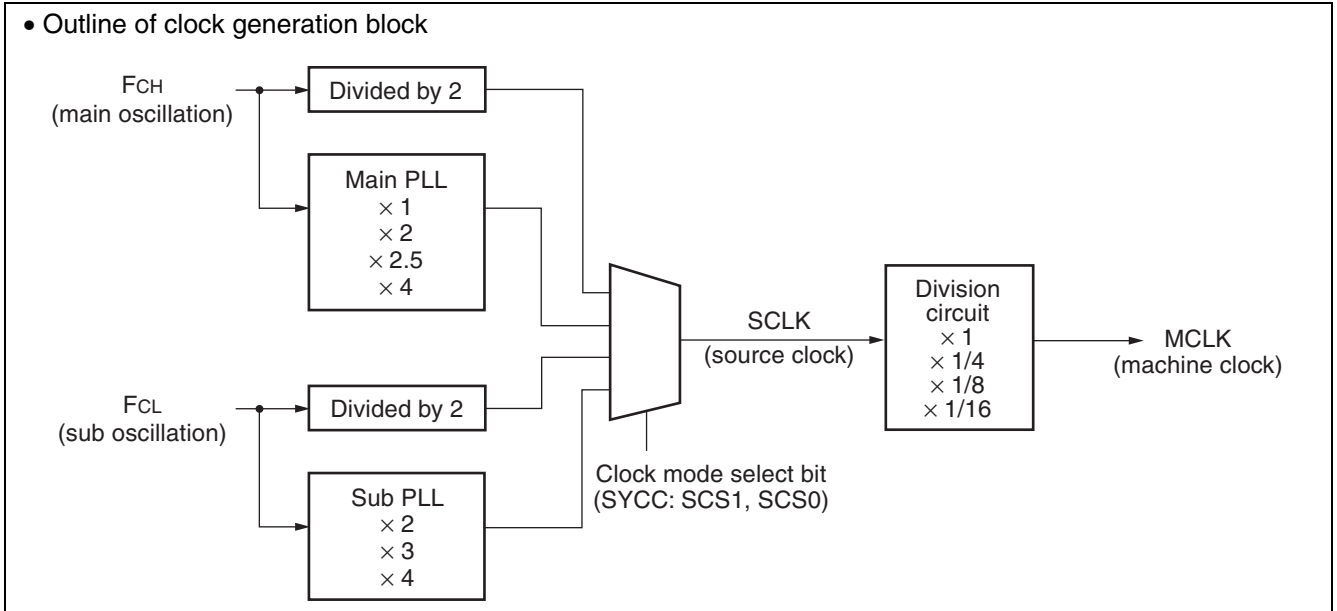 • Outline of clock generation block
FCH
(main oscillation)
Divided by 2
Main PLL
× 1
× 2
× 2.5
× 4
FCL
(sub oscillation)
Divided by 2
Sub PLL
× 2
× 3
× 4
Clock mode select bit
(SYCC: SCS1, SCS0)
SCLK
(source clock)
Division
circuit
× 1
× 1/4
× 1/8
× 1/16
MCLK
(machine clock)